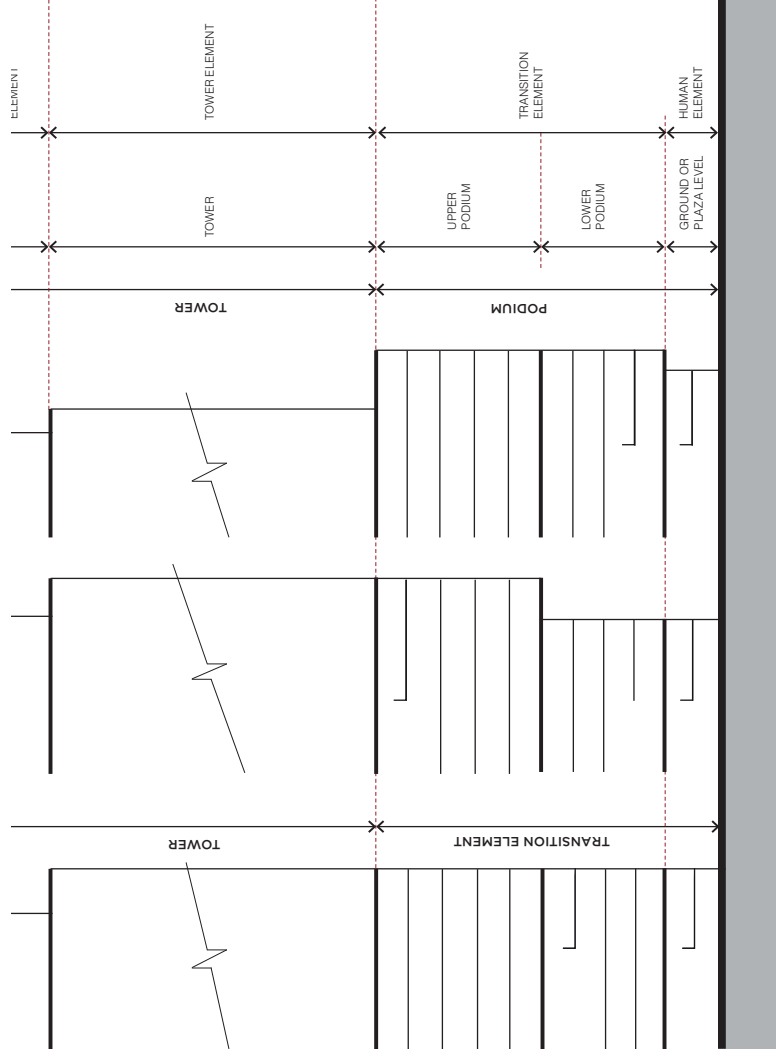 ELEMENT
TOWER ELEMENT
TRANSITION
ELEMENT
HUMAN
ELEMENT
TOWER
UPPER
PODIUM
LOWER
PODIUM
GROUND OR
PLAZA LEVEL
TOWER
PODIUM
TOWER
TRANSITION ELEMENT